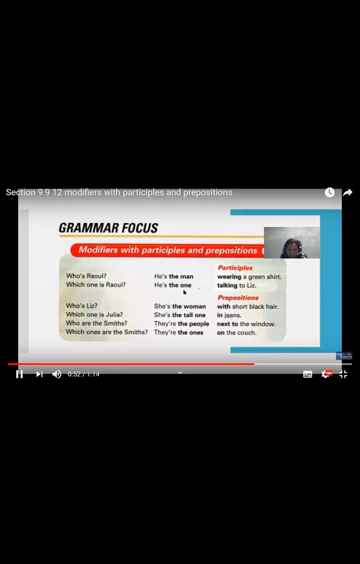 Section 9 9 12 modifiers with participles and prepositions
GRAMMAR FOCUS
Modifiers with participles and prepositions
Participles
Who's Raoul? He's the man wearing a green shirt.
Which one is Raoul? He's the one talking to Liz.
Prepositions
Who's Liz? She's the woman with short black hair.
Which one is Julia? She's the tall one in jeans.
Who are the Smiths? They're the people next to the window.
Which ones are the Smiths? They're the ones on the couch.
0:52 / 1:14